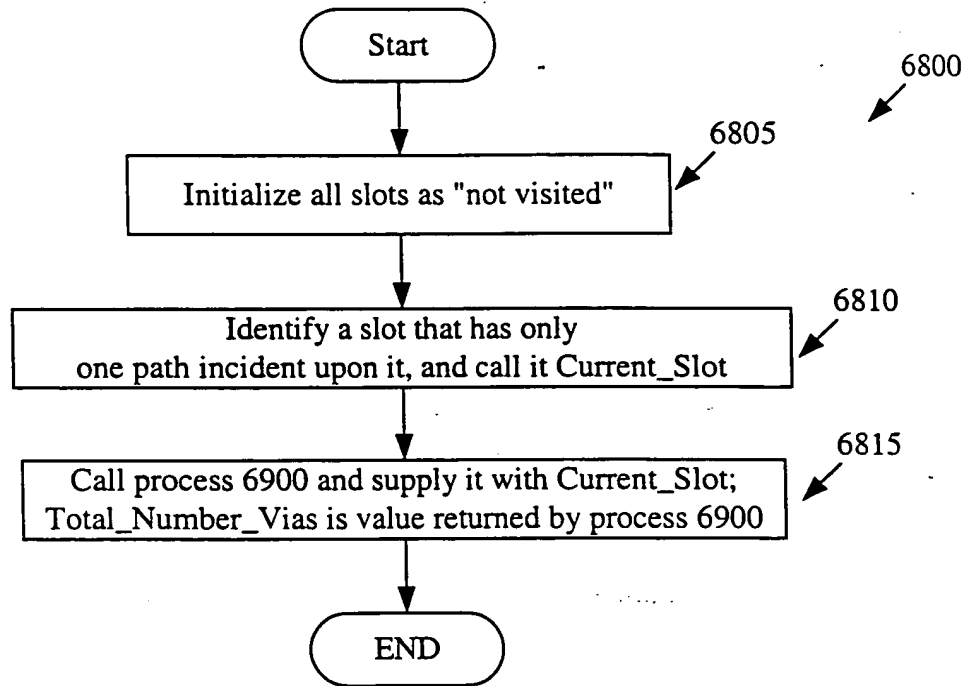 Start
6800
6805
Initialize all slots as "not visited"
6810
Identify a slot that has only
one path incident upon it, and call it Current_Slot
6815
Call process 6900 and supply it with Current_Slot;
Total_Number_Vias is value returned by process 6900
END